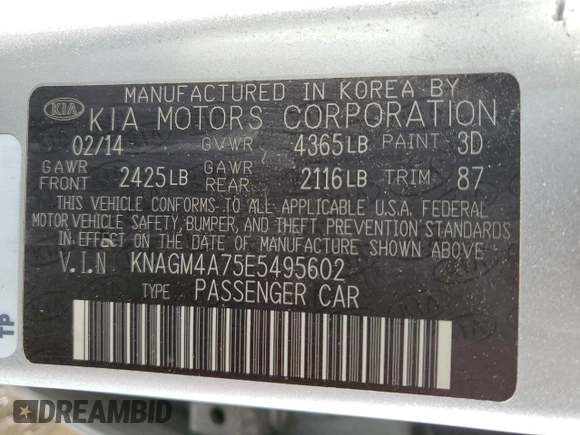 MANUFACTURED IN KOREA BY
KIA KIA MOTORS CORPORATION
02/14 GVWR 4365LB PAINT 3D
GAWR FRONT 2425LB GAWR REAR 2116LB TRIM 87
THIS VEHICLE CONFORMS TO ALL APPLICABLE U.S.A. FEDERAL
MOTOR VEHICLE SAFETY, BUMPER, AND THEFT PREVENTION STANDARDS
IN EFFECT ON THE DATE OF MANUFACTURE SHOWN ABOVE.
V.I.N KNAGM4A75E5495602
TYPE PASSENGER CAR
TP
DREAMBID